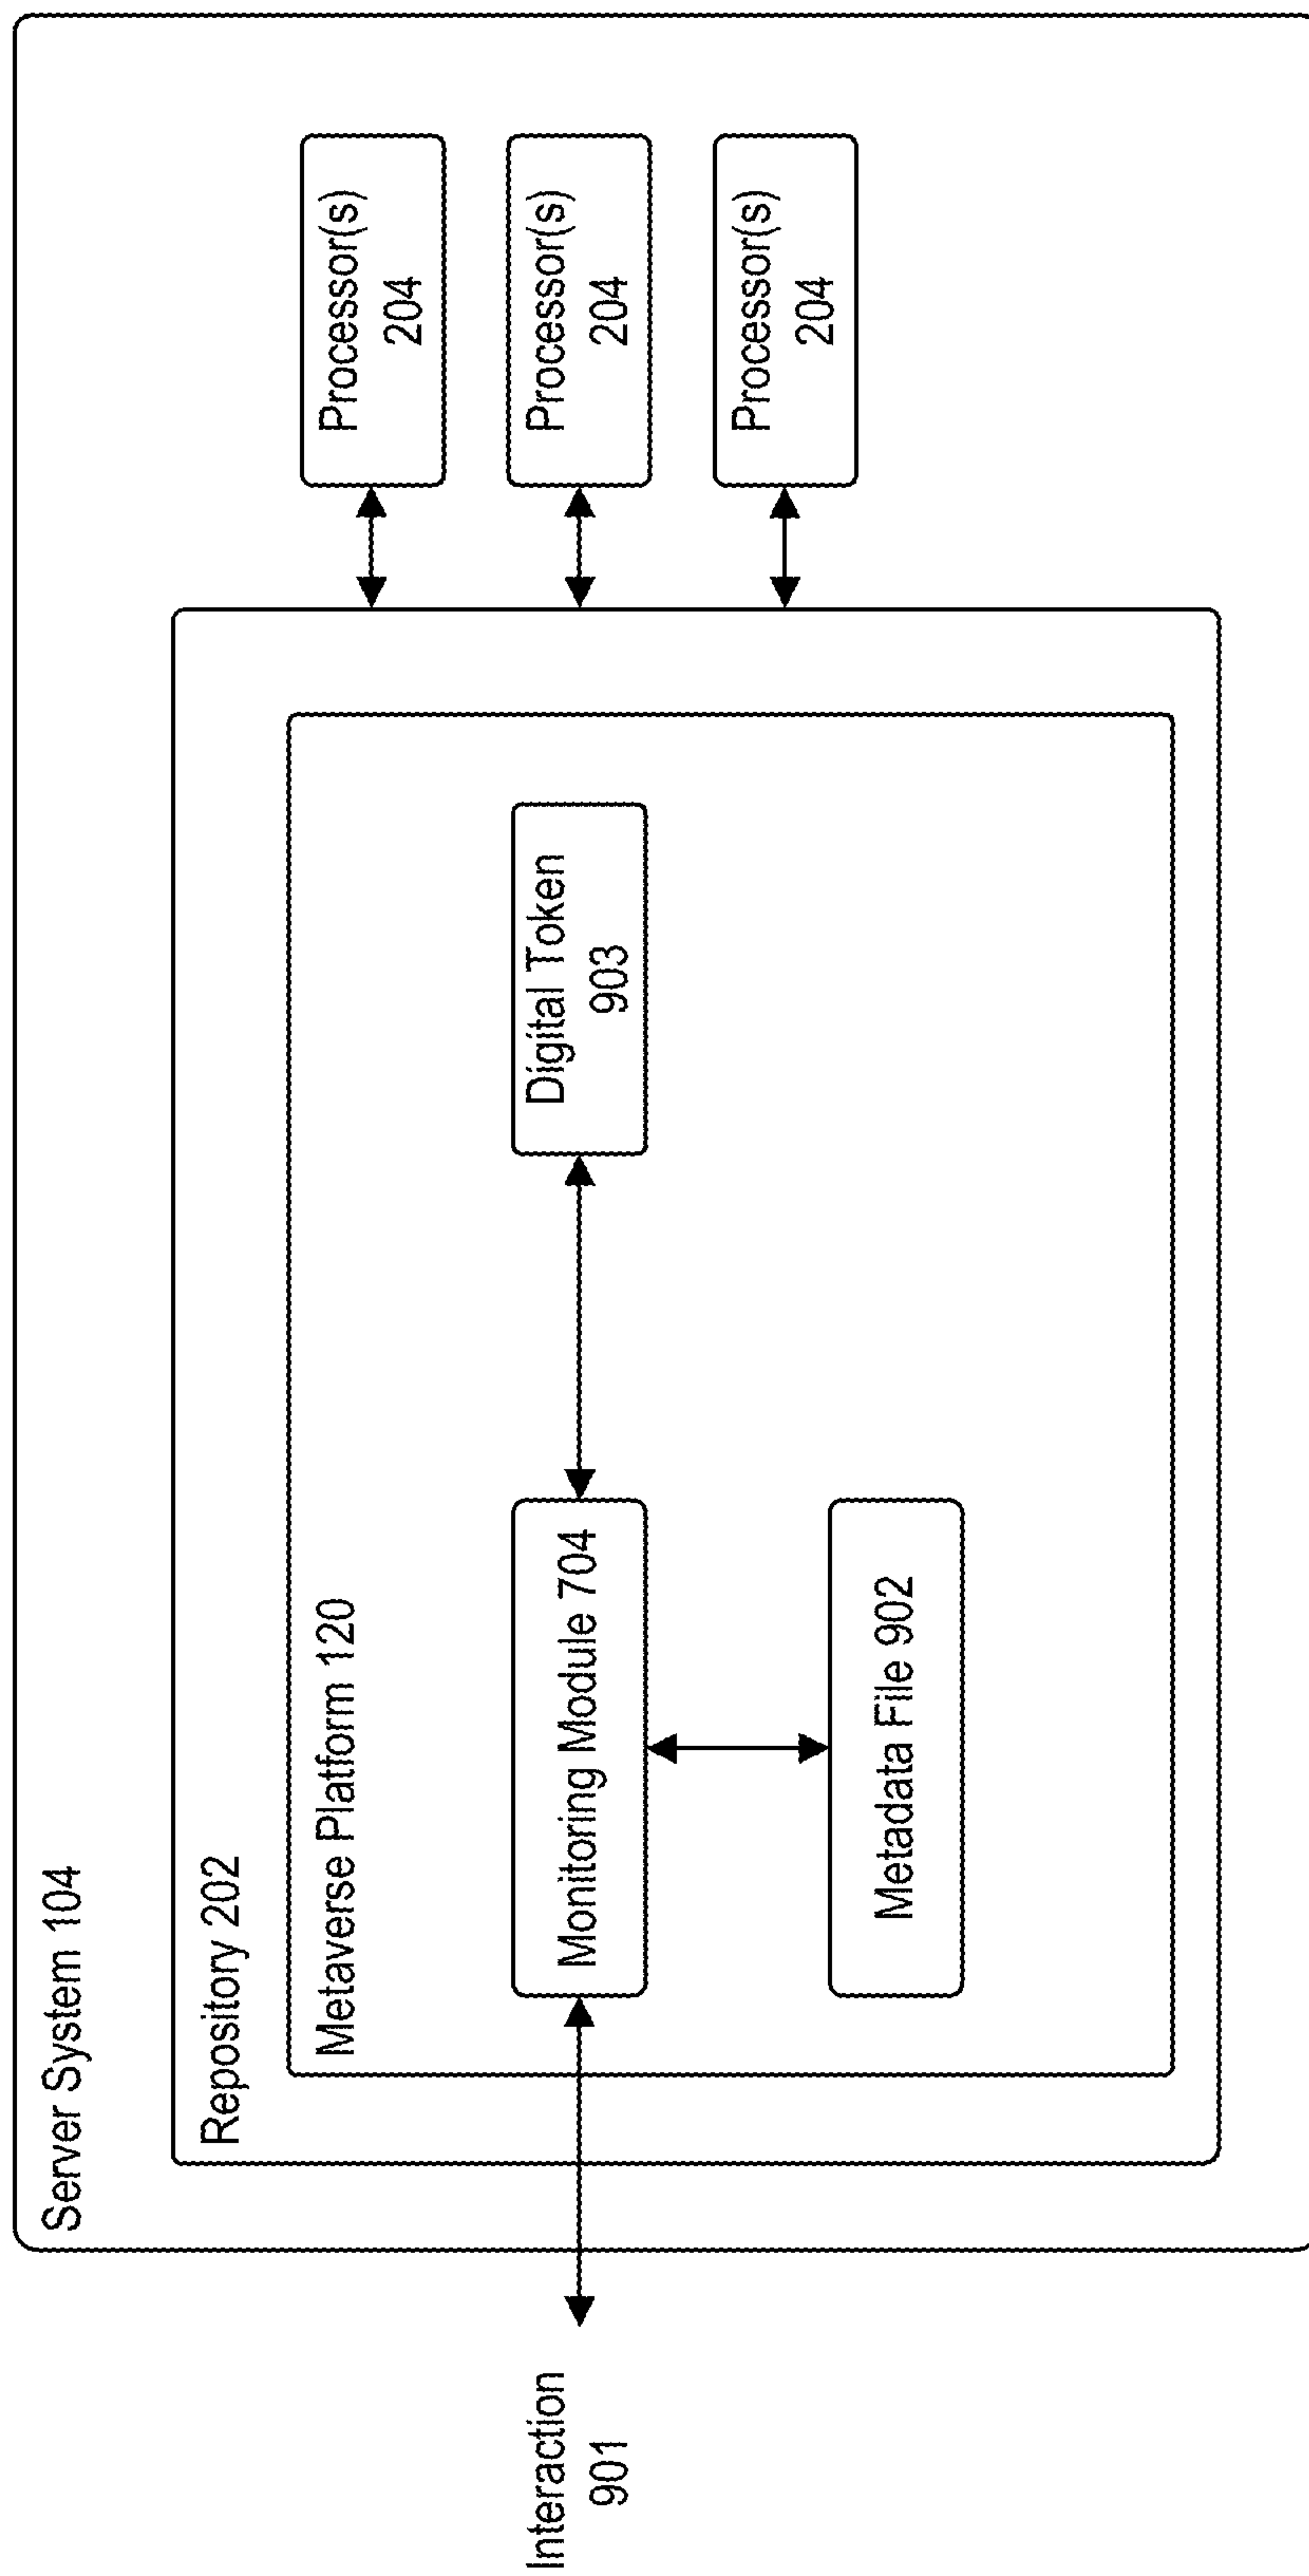 Server System 104
Repository 202
Metaverse Platform 120
Interaction
901
Monitoring Module 704
Digital Token
903
Metadata File 902
Processor(s)
204
Processor(s)
204
Processor(s)
204